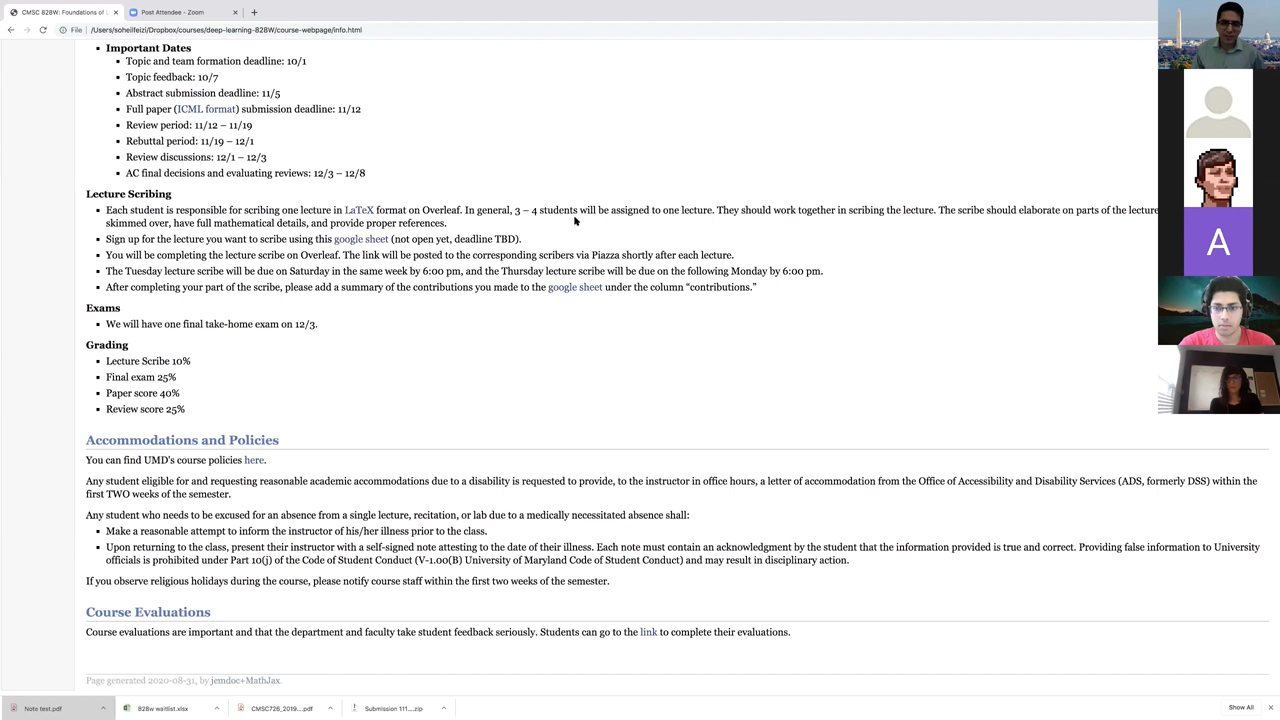 CMSC 828W: Foundations of
Post Attendee - Zoom
File
/Users/soheilfeizi/Dropbox/courses/deep-learning-828W/course-webpage/info.html
Important Dates
Topic and team formation deadline: 10/1
Topic feedback: 10/7
Abstract submission deadline: 11/5
Full paper (ICML format) submission deadline: 11/12
Review period: 11/12 – 11/19
Rebuttal period: 11/19 – 12/1
Review discussions: 12/1 – 12/3
AC final decisions and evaluating reviews: 12/3 – 12/8
Lecture Scribing
Each student is responsible for scribing one lecture in LaTeX format on Overleaf. In general, 3 – 4 students will be assigned to one lecture. They should work together in scribing the lecture. The scribe should elaborate on parts of the lecture
skimmed over, have full mathematical details, and provide proper references.
Sign up for the lecture you want to scribe using this google sheet (not open yet, deadline TBD).
You will be completing the lecture scribe on Overleaf. The link will be posted to the corresponding scribers via Piazza shortly after each lecture.
The Tuesday lecture scribe will be due on Saturday in the same week by 6:00 pm, and the Thursday lecture scribe will be due on the following Monday by 6:00 pm.
After completing your part of the scribe, please add a summary of the contributions you made to the google sheet under the column “contributions.”
Exams
We will have one final take-home exam on 12/3.
Grading
Lecture Scribe 10%
Final exam 25%
Paper score 40%
Review score 25%
Accommodations and Policies
You can find UMD's course policies here.
Any student eligible for and requesting reasonable academic accommodations due to a disability is requested to provide, to the instructor in office hours, a letter of accommodation from the Office of Accessibility and Disability Services (ADS, formerly DSS) within the
first TWO weeks of the semester.
Any student who needs to be excused for an absence from a single lecture, recitation, or lab due to a medically necessitated absence shall:
Make a reasonable attempt to inform the instructor of his/her illness prior to the class.
Upon returning to the class, present their instructor with a self-signed note attesting to the date of their illness. Each note must contain an acknowledgment by the student that the information provided is true and correct. Providing false information to University
officials is prohibited under Part 10(j) of the Code of Student Conduct (V-1.00(B) University of Maryland Code of Student Conduct) and may result in disciplinary action.
If you observe religious holidays during the course, please notify course staff within the first two weeks of the semester.
Course Evaluations
Course evaluations are important and that the department and faculty take student feedback seriously. Students can go to the link to complete their evaluations.
Page generated 2020-08-31, by jemdoc+MathJax.
A
Note test.pdf
828w waitlist.xlsx
CMSC726_2019....pdf
Submission 111....zip
Show All